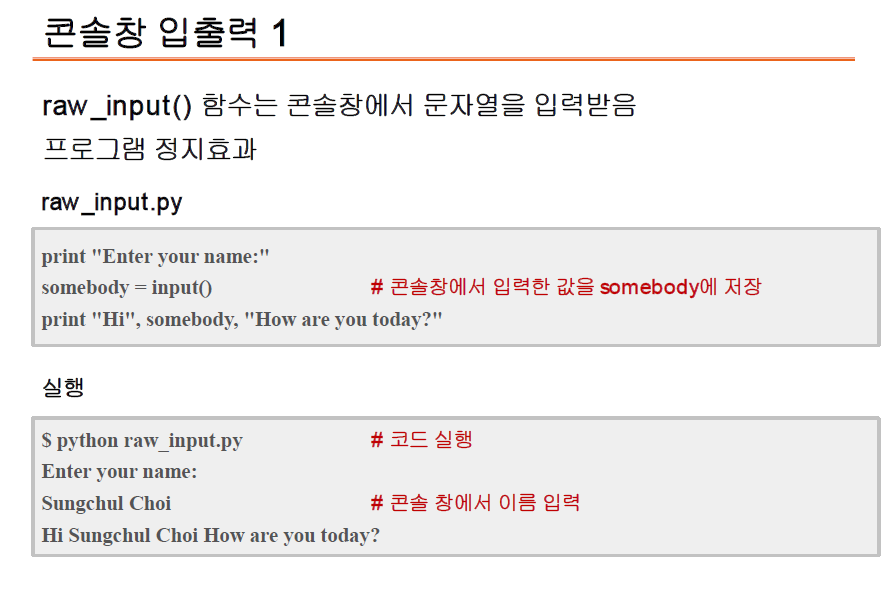 콘솔창 입출력 1
raw_input() 함수는 콘솔창에서 문자열을 입력받음
프로그램 정지효과
raw_input.py
print "Enter your name:"
somebody = input() # 콘솔창에서 입력한 값을 somebody에 저장
print "Hi", somebody, "How are you today?"
실행
$ python raw_input.py # 코드 실행
Enter your name:
Sungchul Choi # 콘솔 창에서 이름 입력
Hi Sungchul Choi How are you today?